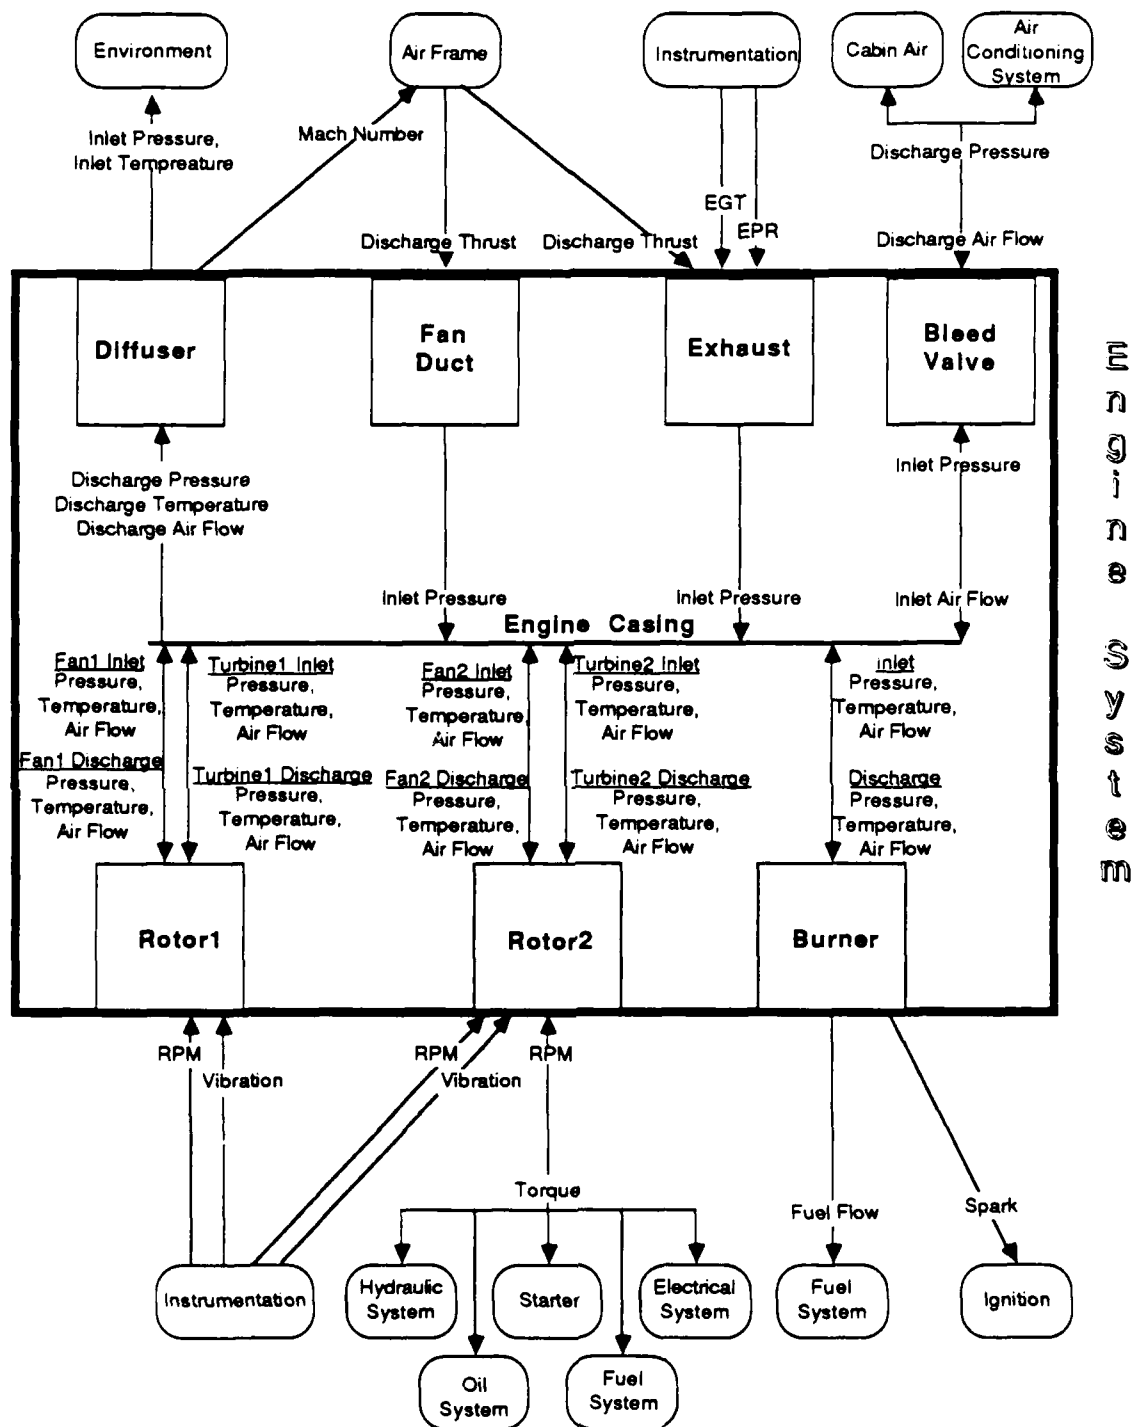 Environment
Air Frame
Instrumentation
Cabin Air
Air
Conditioning
System
Inlet Pressure,
Inlet Tempreature
Mach Number
EGT
EPR
Discharge Pressure
Discharge Thrust
Discharge Thrust
Discharge Air Flow
Diffuser
Fan
Duct
Exhaust
Bleed
Valve
Discharge Pressure
Discharge Temperature
Discharge Air Flow
Inlet Pressure
Inlet Pressure
Inlet Pressure
Inlet Air Flow
Engine Casing
Fan1 Inlet
Pressure,
Temperature,
Air Flow
Fan1 Discharge
Pressure,
Temperature,
Air Flow
Turbine1 Inlet
Pressure,
Temperature,
Air Flow
Turbine1 Discharge
Pressure,
Temperature,
Air Flow
Fan2 Inlet
Pressure,
Temperature,
Air Flow
Fan2 Discharge
Pressure,
Temperature,
Air Flow
Turbine2 Inlet
Pressure,
Temperature,
Air Flow
Turbine2 Discharge
Pressure,
Temperature,
Air Flow
Inlet
Pressure,
Temperature,
Air Flow
Discharge
Pressure,
Temperature,
Air Flow
Rotor1
Rotor2
Burner
Engine System
RPM
Vibration
RPM
Vibration
RPM
Torque
Fuel Flow
Spark
Instrumentation
Hydraulic
System
Starter
Electrical
System
Fuel
System
Ignition
Oil
System
Fuel
System